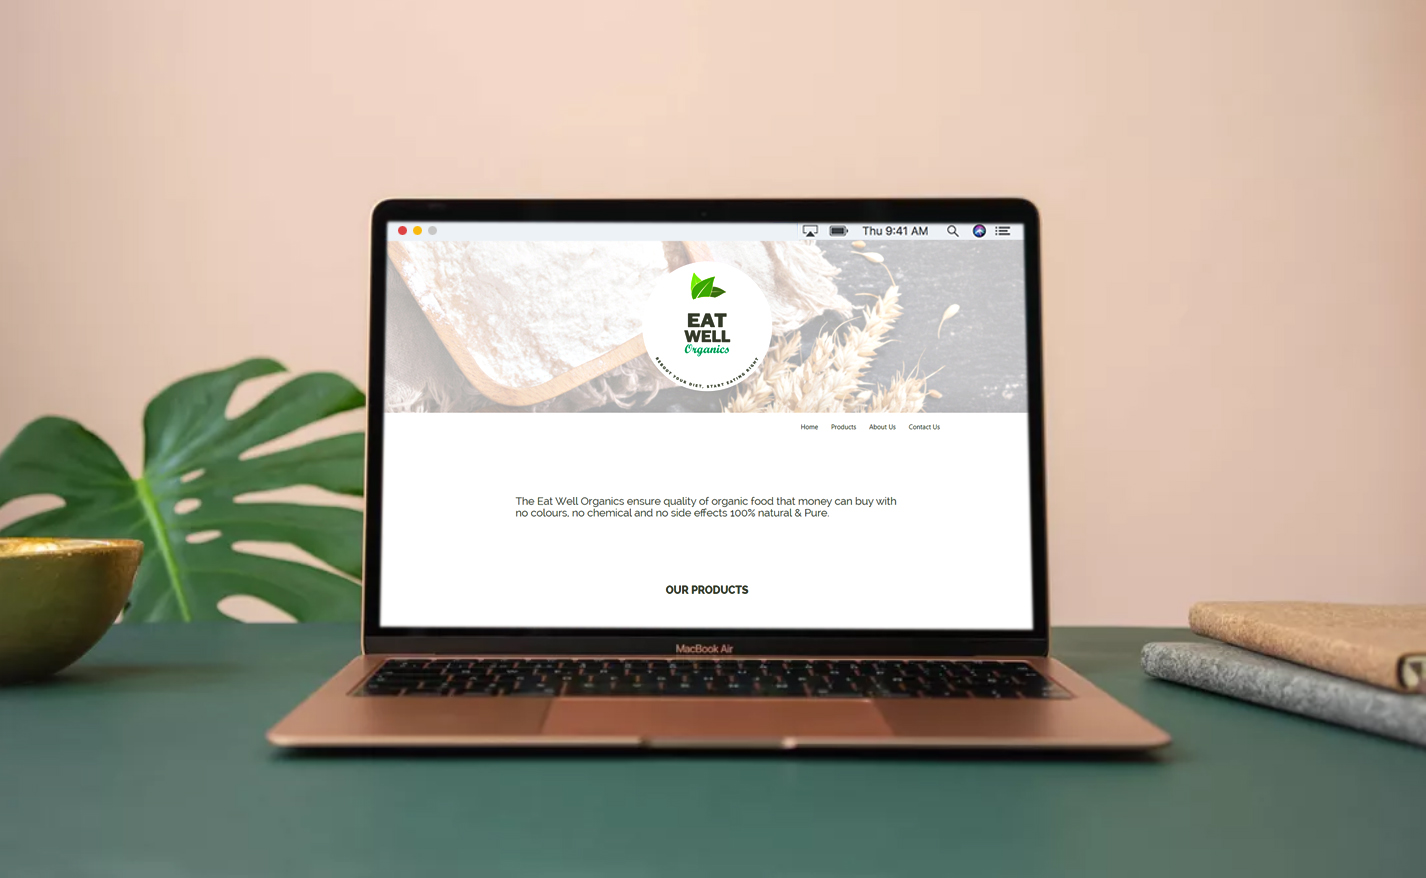 Thu 9:41 AM
EAT
WELL
Organics
REBOOT YOUR DIET, START EATING RIGHT
Home Products About Us Contact Us
The Eat Well Organics ensure quality of organic food that money can buy with
no colours, no chemical and no side effects 100% natural & Pure.
OUR PRODUCTS
MacBook Air